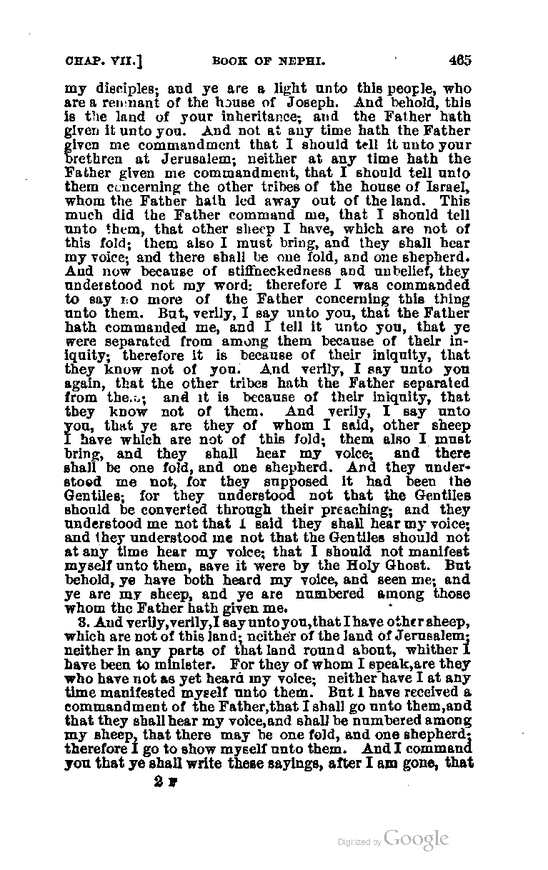 CHAP. VII.] BOOK OF NEPHI. 465
my disciples; and ye are a light unto this people, who
are a remnant of the house of Joseph. And behold, this
is the land of your inheritance; and the Father hath
given it unto you. And not at any time hath the Father
given me commandment that I should tell it unto your
brethren at Jerusalem; neither at any time hath the
Father given me commandment, that I should tell unto
them concerning the other tribes of the house of Israel,
whom the Father hath led away out of the land. This
much did the Father command me, that I should tell
unto them, that other sheep I have, which are not of
this fold; them also I must bring, and they shall hear
my voice; and there shall be one fold, and one shepherd.
And now because of stiffneckedness and unbelief, they
understood not my word: therefore I was commanded
to say no more of the Father concerning this thing
unto them. But, verily, I say unto you, that the Father
hath commanded me, and I tell it unto you, that ye
were separated from among them because of their in-
iquity; therefore it is because of their iniquity, that
they know not of you. And verily, I say unto you
again, that the other tribes hath the Father separated
from them; and it is because of their iniquity, that
they know not of them. And verily, I say unto
you, that ye are they of whom I said, other sheep
I have which are not of this fold; them also I must
bring, and they shall hear my voice; and there
shall be one fold, and one shepherd. And they under-
stood me not, for they supposed it had been the
Gentiles; for they understood not that the Gentiles
should be converted through their preaching; and they
understood me not that I said they shall hear my voice;
and they understood me not that the Gentiles should not
at any time hear my voice; that I should not manifest
myself unto them, save it were by the Holy Ghost. But
behold, ye have both heard my voice, and seen me; and
ye are my sheep, and ye are numbered among those
whom the Father hath given me.
3. And verily, verily, I say unto you, that I have other sheep,
which are not of this land; neither of the land of Jerusalem;
neither in any parts of that land round about, whither I
have been to minister. For they of whom I speak, are they
who have not as yet heard my voice; neither have I at any
time manifested myself unto them. But I have received a
commandment of the Father, that I shall go unto them, and
that they shall hear my voice, and shall be numbered among
my sheep, that there may be one fold, and one shepherd;
therefore I go to show myself unto them. And I command
you that ye shall write these sayings, after I am gone, that
2 F
Digitized by Google